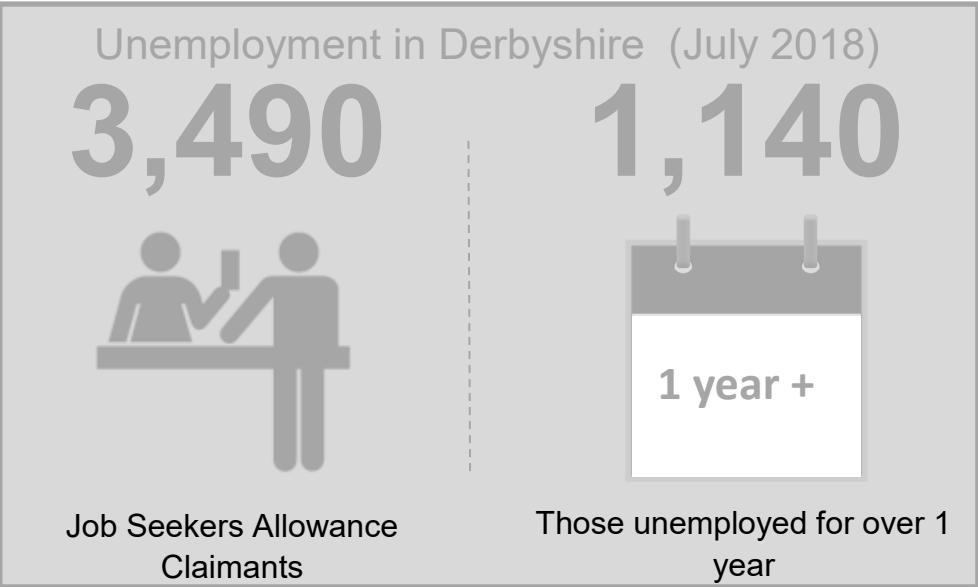 Unemployment in Derbyshire (July 2018)
3,490
1,140
1 year +
Job Seekers Allowance
Claimants
Those unemployed for over 1
year